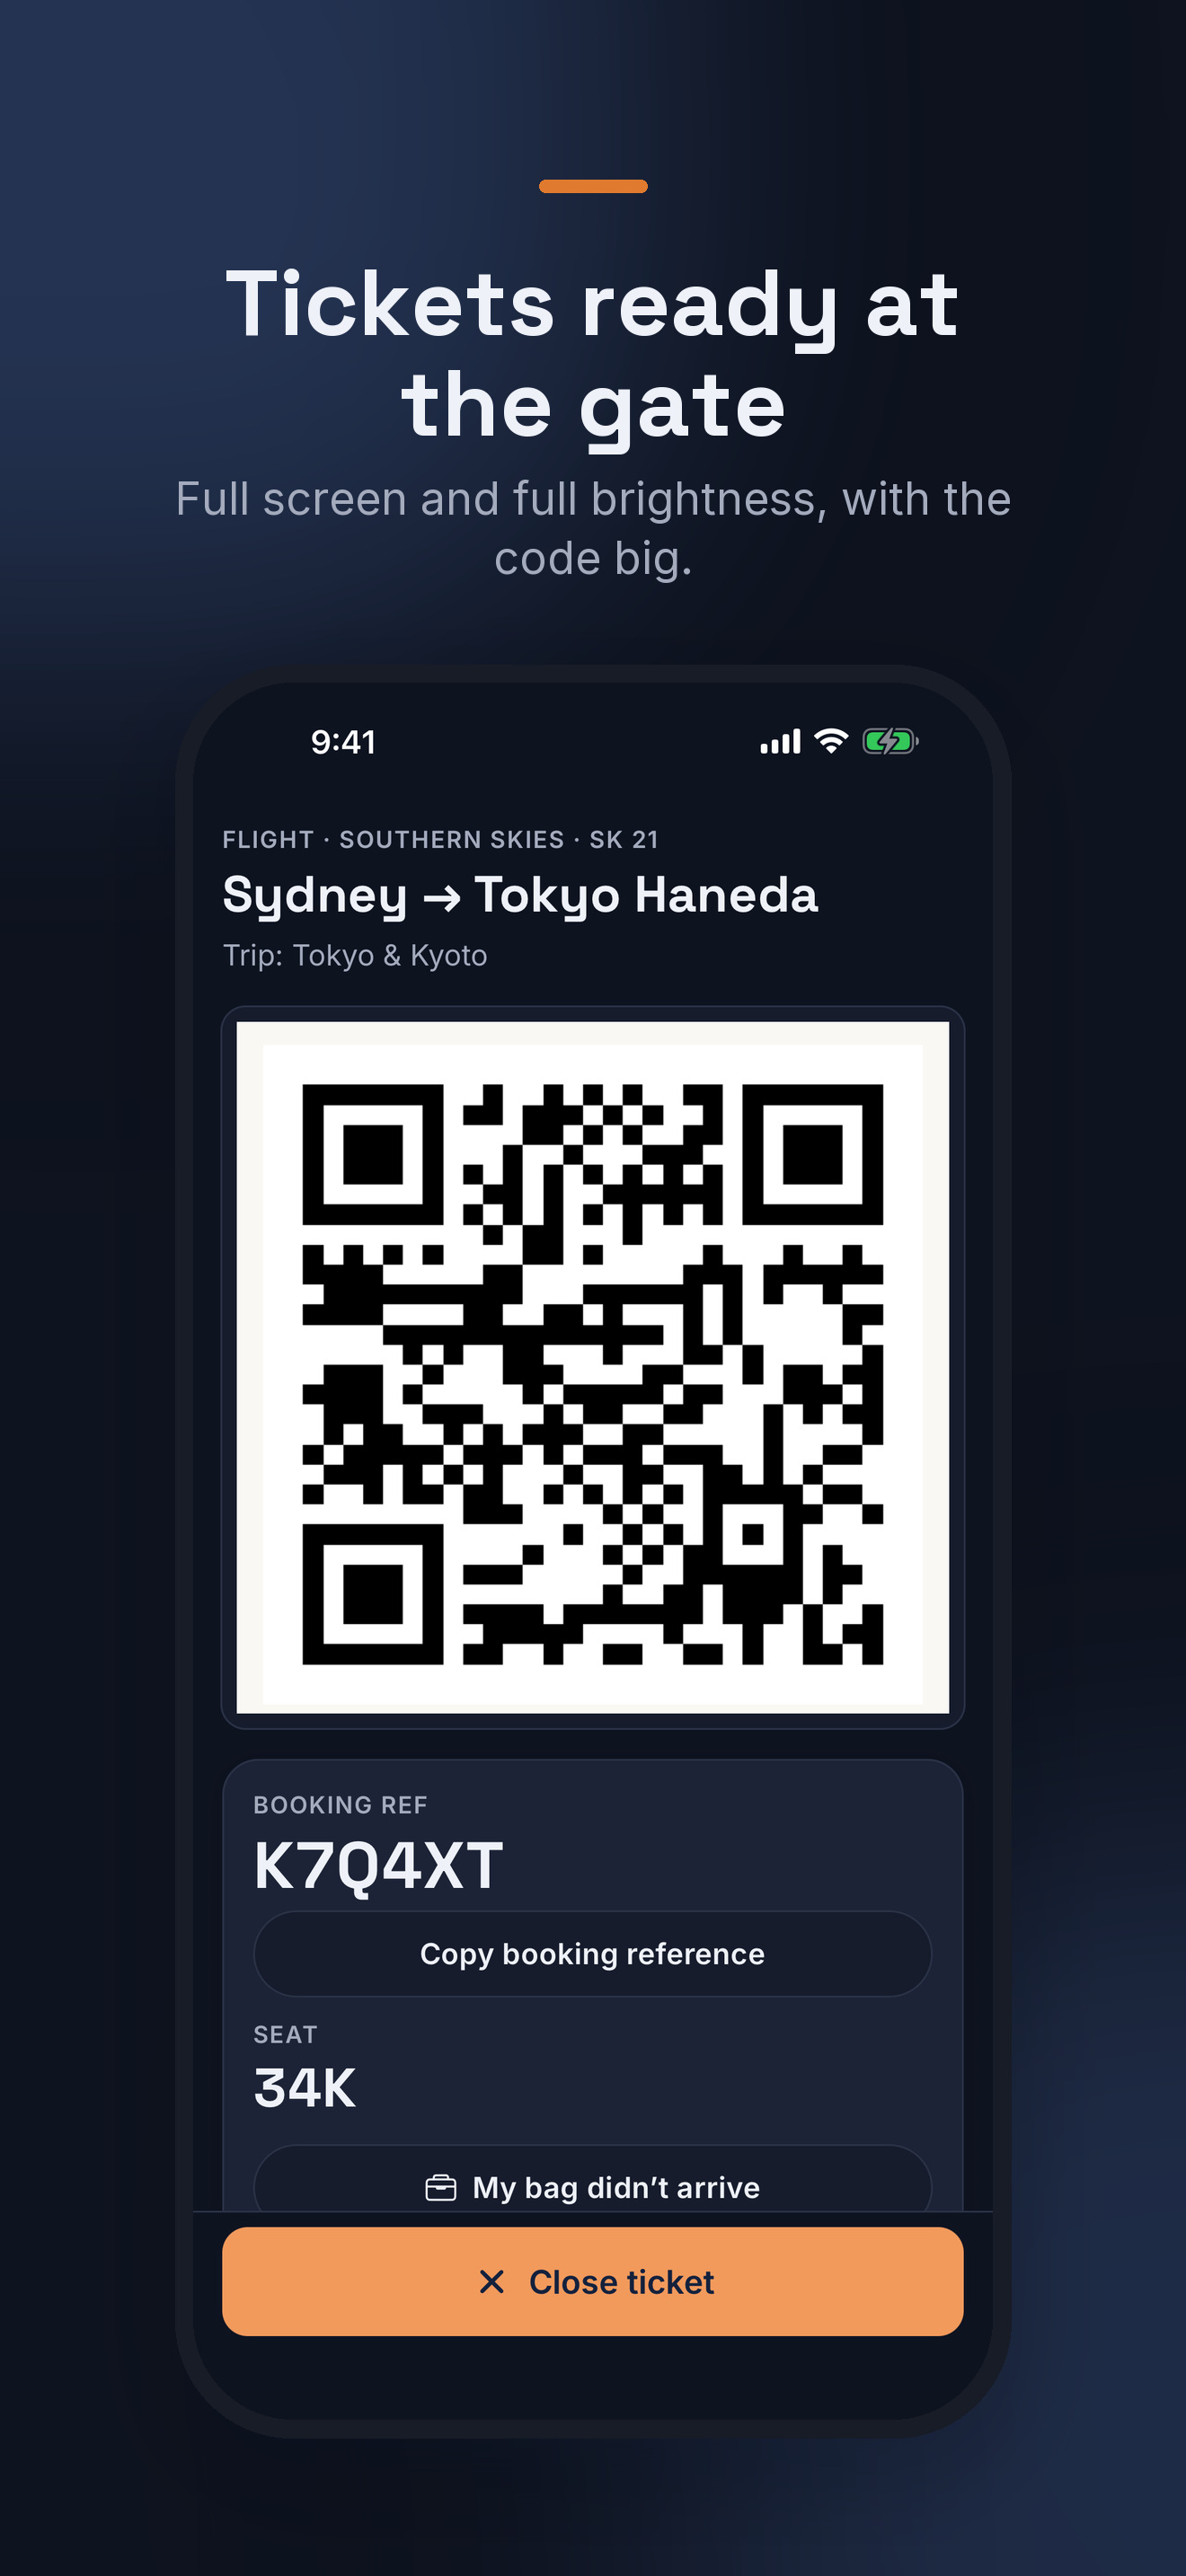 Tickets ready at
the gate
Full screen and full brightness, with the
code big.
9:41
FLIGHT · SOUTHERN SKIES · SK 21
Sydney → Tokyo Haneda
Trip: Tokyo & Kyoto
BOOKING REF
K7Q4XT
Copy booking reference
SEAT
34K
My bag didn’t arrive
Close ticket